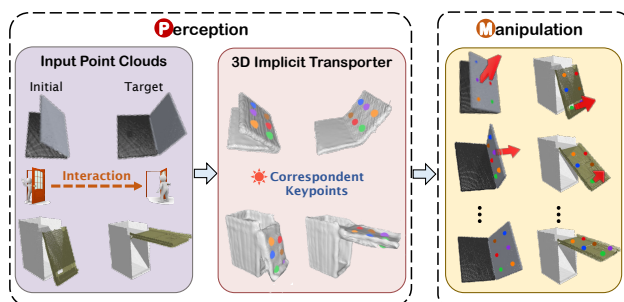 Perception
Manipulation
Input Point Clouds
3D Implicit Transporter
Initial
Target
Interaction
Correspondent
Keypoints